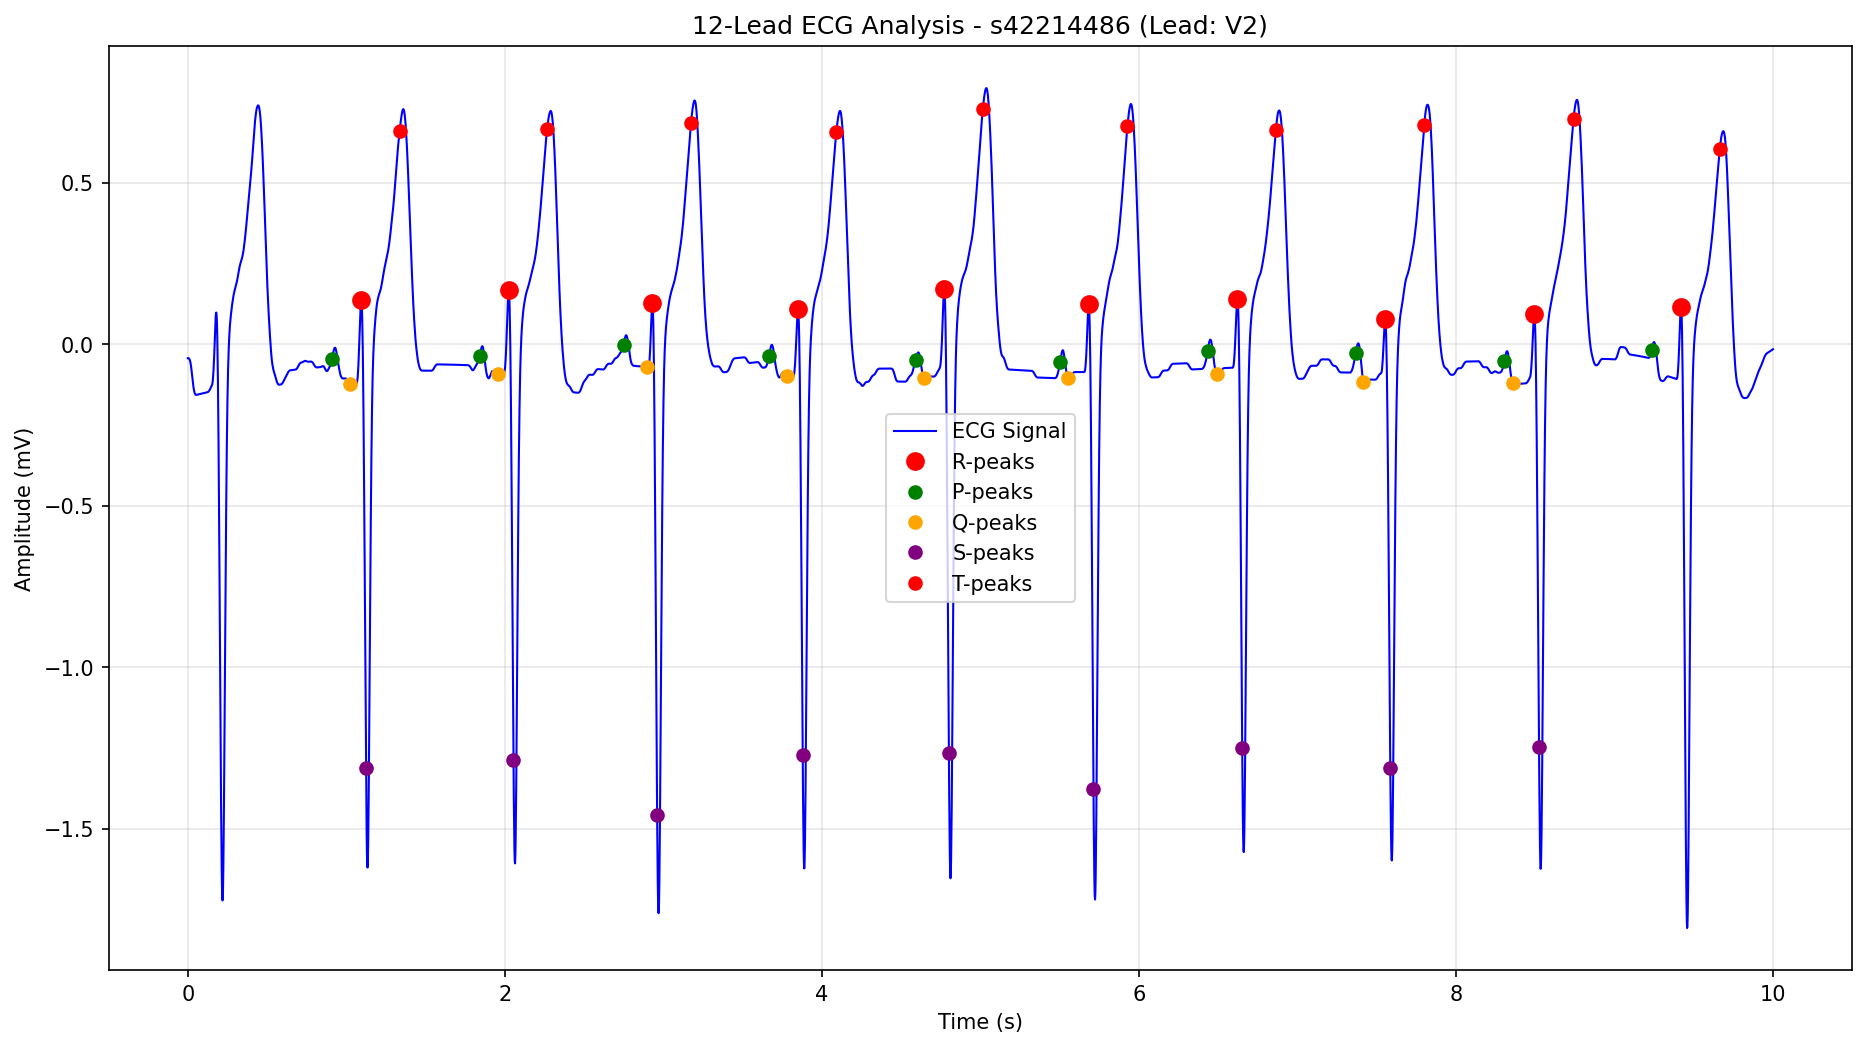 12-Lead ECG Analysis - s42214486 (Lead: V2)
Amplitude (mV)
0.5
0.0
−0.5
−1.0
−1.5
ECG Signal
R-peaks
P-peaks
Q-peaks
S-peaks
T-peaks
0 2 4 6 8 10
Time (s)